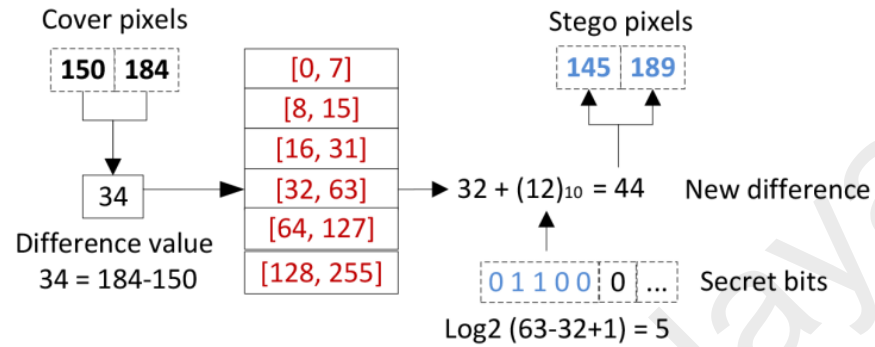 Cover pixels
150 184
34
Difference value
34 = 184-150
[0, 7]
[8, 15]
[16, 31]
[32, 63]
[64, 127]
[128, 255]
Stego pixels
145 189
32 + (12)₁₀ = 44 New difference
0 1 1 0 0 0 ... Secret bits
Log2 (63-32+1) = 5